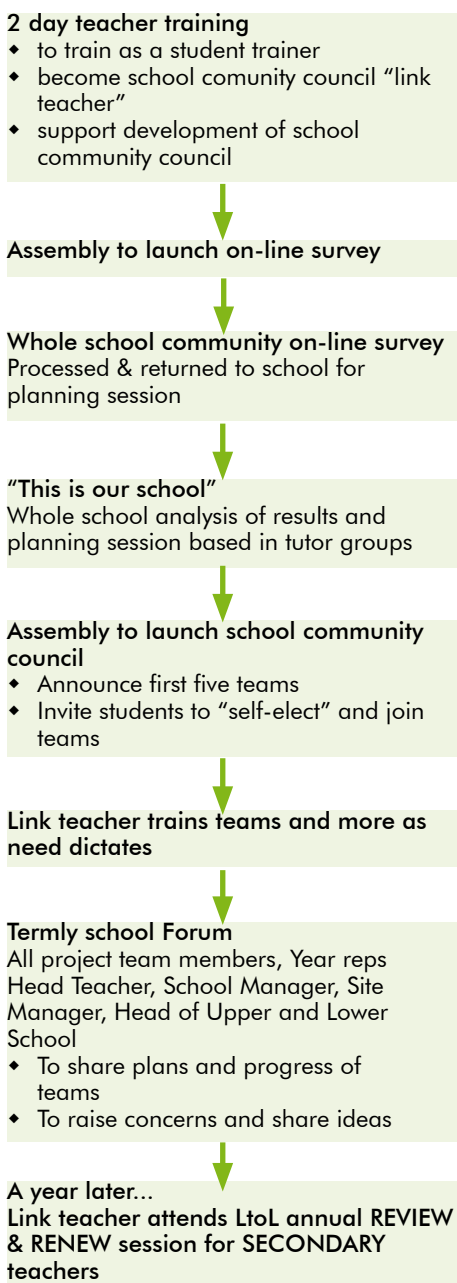 2 day teacher training
◆ to train as a student trainer
◆ become school comunity council “link
teacher”
◆ support development of school
community council
Assembly to launch on-line survey
Whole school community on-line survey
Processed & returned to school for
planning session
“This is our school”
Whole school analysis of results and
planning session based in tutor groups
Assembly to launch school community
council
◆ Announce first five teams
◆ Invite students to “self-elect” and join
teams
Link teacher trains teams and more as
need dictates
Termly school Forum
All project team members, Year reps
Head Teacher, School Manager, Site
Manager, Head of Upper and Lower
School
◆ To share plans and progress of
teams
◆ To raise concerns and share ideas
A year later...
Link teacher attends LtoL annual REVIEW
& RENEW session for SECONDARY
teachers